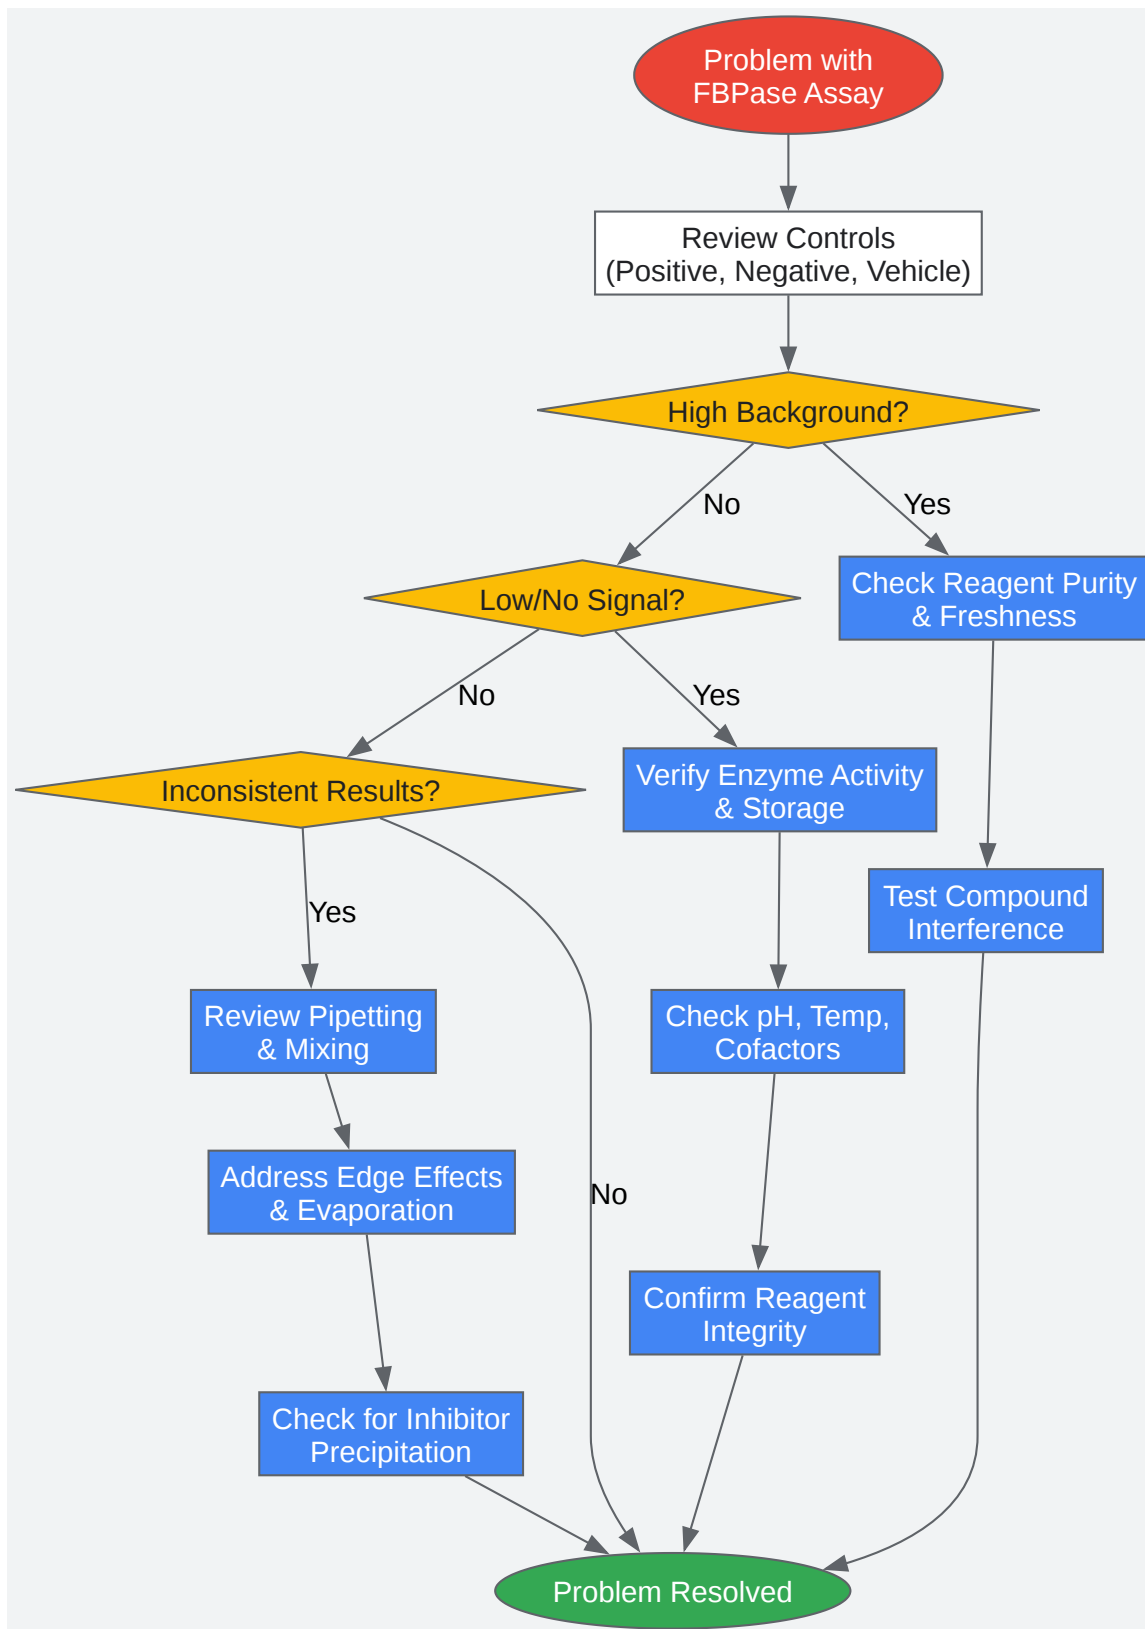 Problem with
FBPase Assay
Review Controls
(Positive, Negative, Vehicle)
High Background?
No
Yes
Low/No Signal?
Check Reagent Purity
& Freshness
No
Yes
Inconsistent Results?
Verify Enzyme Activity
& Storage
Yes
Test Compound
Interference
Review Pipetting
& Mixing
Check pH, Temp,
Cofactors
Address Edge Effects
& Evaporation
No
Confirm Reagent
Integrity
Check for Inhibitor
Precipitation
Problem Resolved